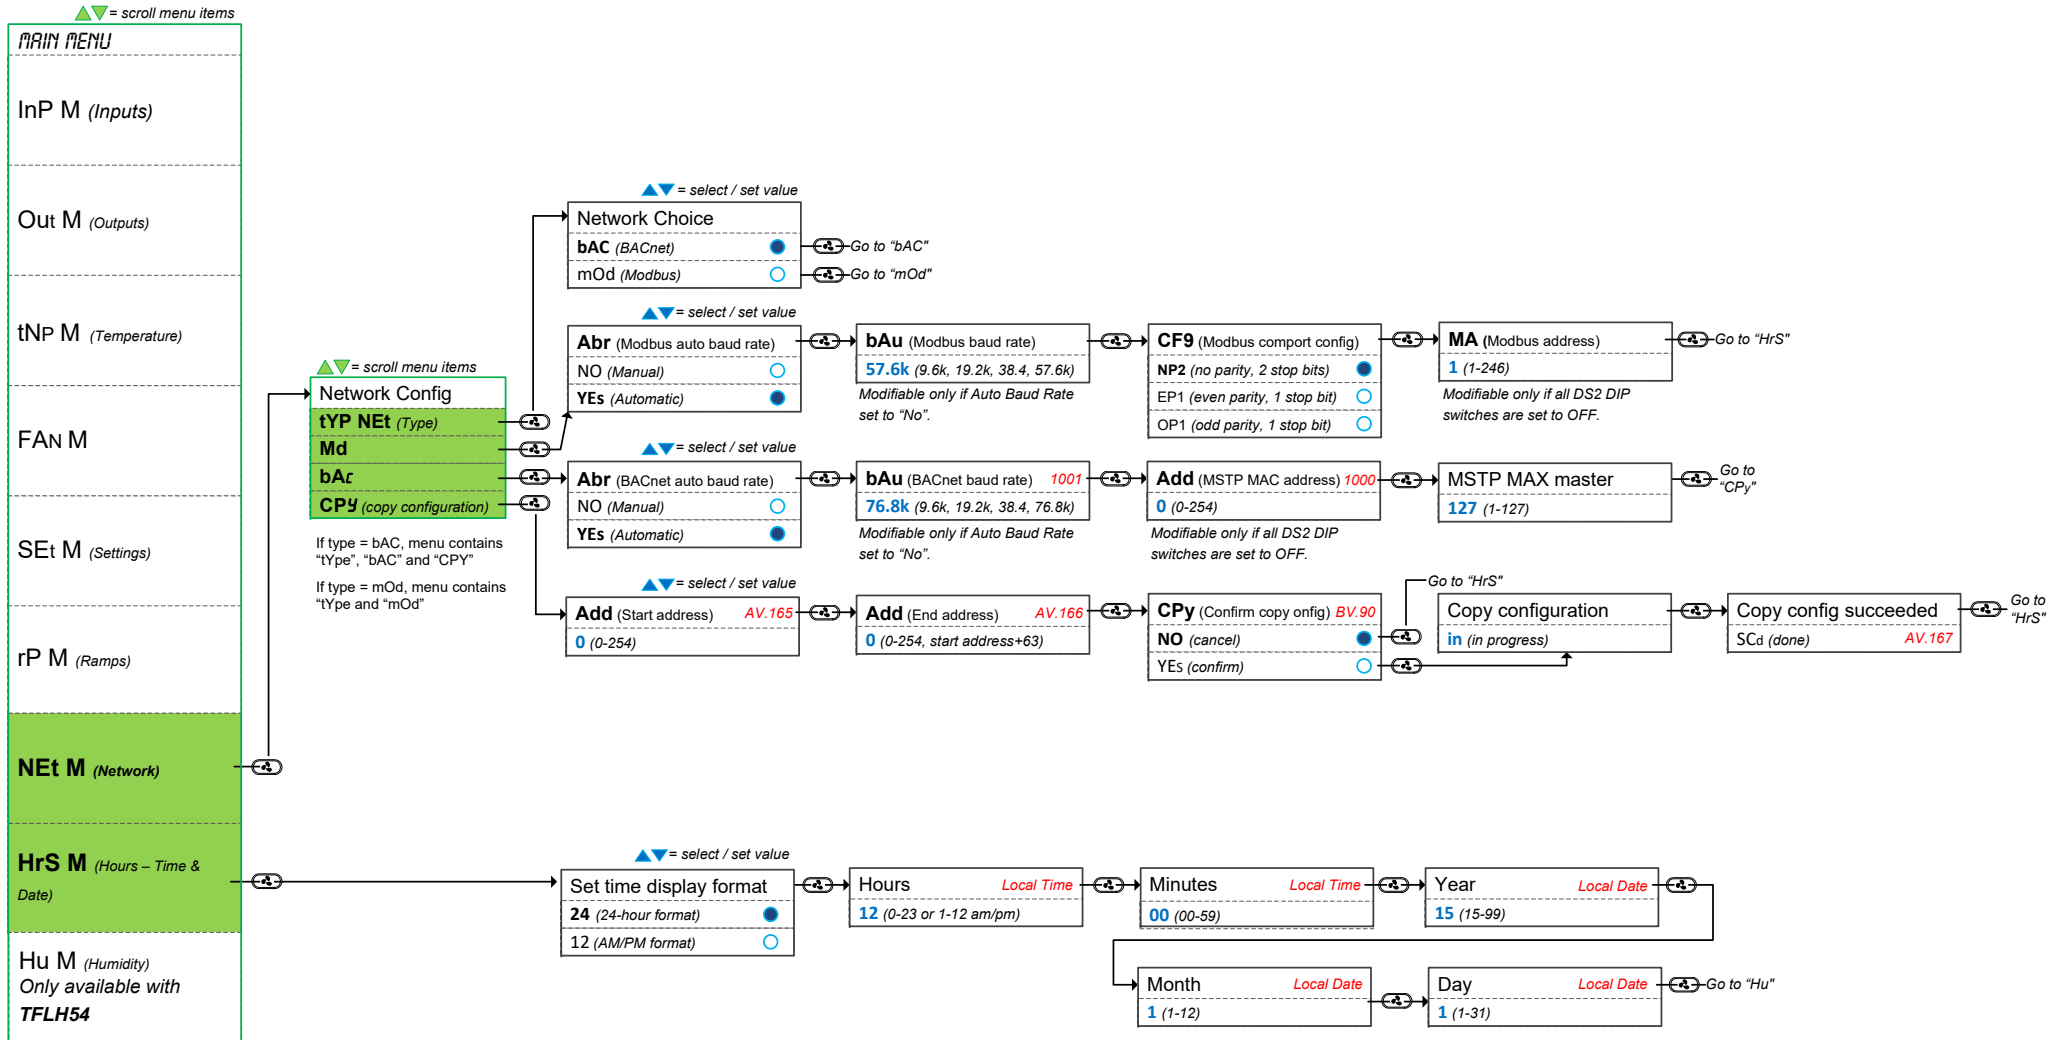 = scroll menu items
MAIN MENU
InP M (Inputs)
Out M (Outputs)
tNP M (Temperature)
FAN M
SEt M (Settings)
rP M (Ramps)
NEt M (Network)
HrS M (Hours – Time &
Date)
Hu M (Humidity)
Only available with
TFLH54
= scroll menu items
Network Config
tYP NEt (Type)
Md
bAc
CPY (copy configuration)
If type = bAC, menu contains
“tYpe”, “bAC” and “CPY”
If type = mOd, menu contains
“tYpe and “mOd”
= select / set value
Network Choice
bAC (BACnet)
Go to “bAC"
mOd (Modbus)
Go to “mOd"
= select / set value
Abr (Modbus auto baud rate)
NO (Manual)
YEs (Automatic)
bAu (Modbus baud rate)
57.6k (9.6k, 19.2k, 38.4, 57.6k)
Modifiable only if Auto Baud Rate
set to “No”.
CF9 (Modbus comport config)
NP2 (no parity, 2 stop bits)
EP1 (even parity, 1 stop bit)
OP1 (odd parity, 1 stop bit)
MA (Modbus address)
1 (1-246)
Modifiable only if all DS2 DIP
switches are set to OFF.
Go to “HrS"
= select / set value
Abr (BACnet auto baud rate)
NO (Manual)
YEs (Automatic)
bAu (BACnet baud rate) 1001
76.8k (9.6k, 19.2k, 38.4, 76.8k)
Modifiable only if Auto Baud Rate
set to “No”.
Add (MSTP MAC address) 1000
0 (0-254)
Modifiable only if all DS2 DIP
switches are set to OFF.
MSTP MAX master
127 (1-127)
Go to
“CPy"
= select / set value
Add (Start address) AV.165
0 (0-254)
Add (End address) AV.166
0 (0-254, start address+63)
CPy (Confirm copy onfig) BV.90
NO (cancel)
YEs (confirm)
Go to “HrS"
Copy configuration
in (in progress)
Copy config succeeded
SCd (done) AV.167
Go to
“HrS"
= select / set value
Set time display format
24 (24-hour format)
12 (AM/PM format)
Hours Local Time
12 (0-23 or 1-12 am/pm)
Minutes Local Time
00 (00-59)
Year Local Date
15 (15-99)
Month Local Date
1 (1-12)
Day Local Date
1 (1-31)
Go to “Hu"